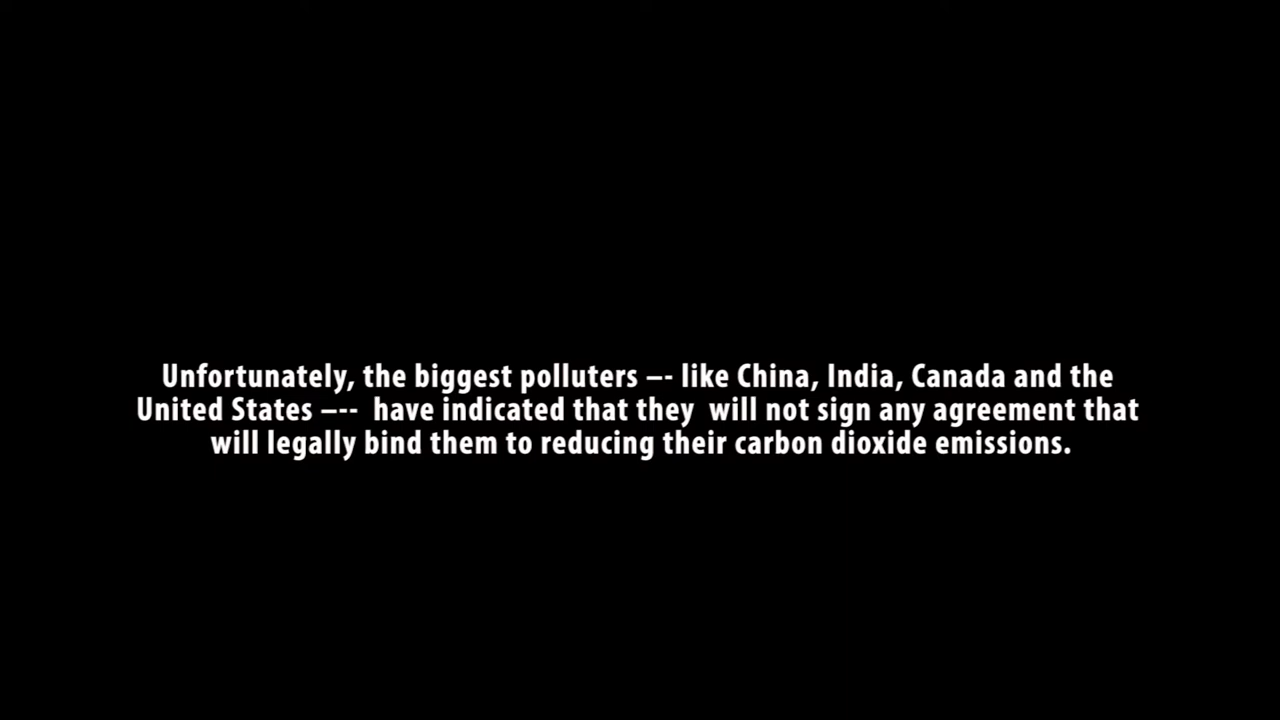 Unfortunately, the biggest polluters –- like China, India, Canada and the
United States –--  have indicated that they  will not sign any agreement that
will legally bind them to reducing their carbon dioxide emissions.